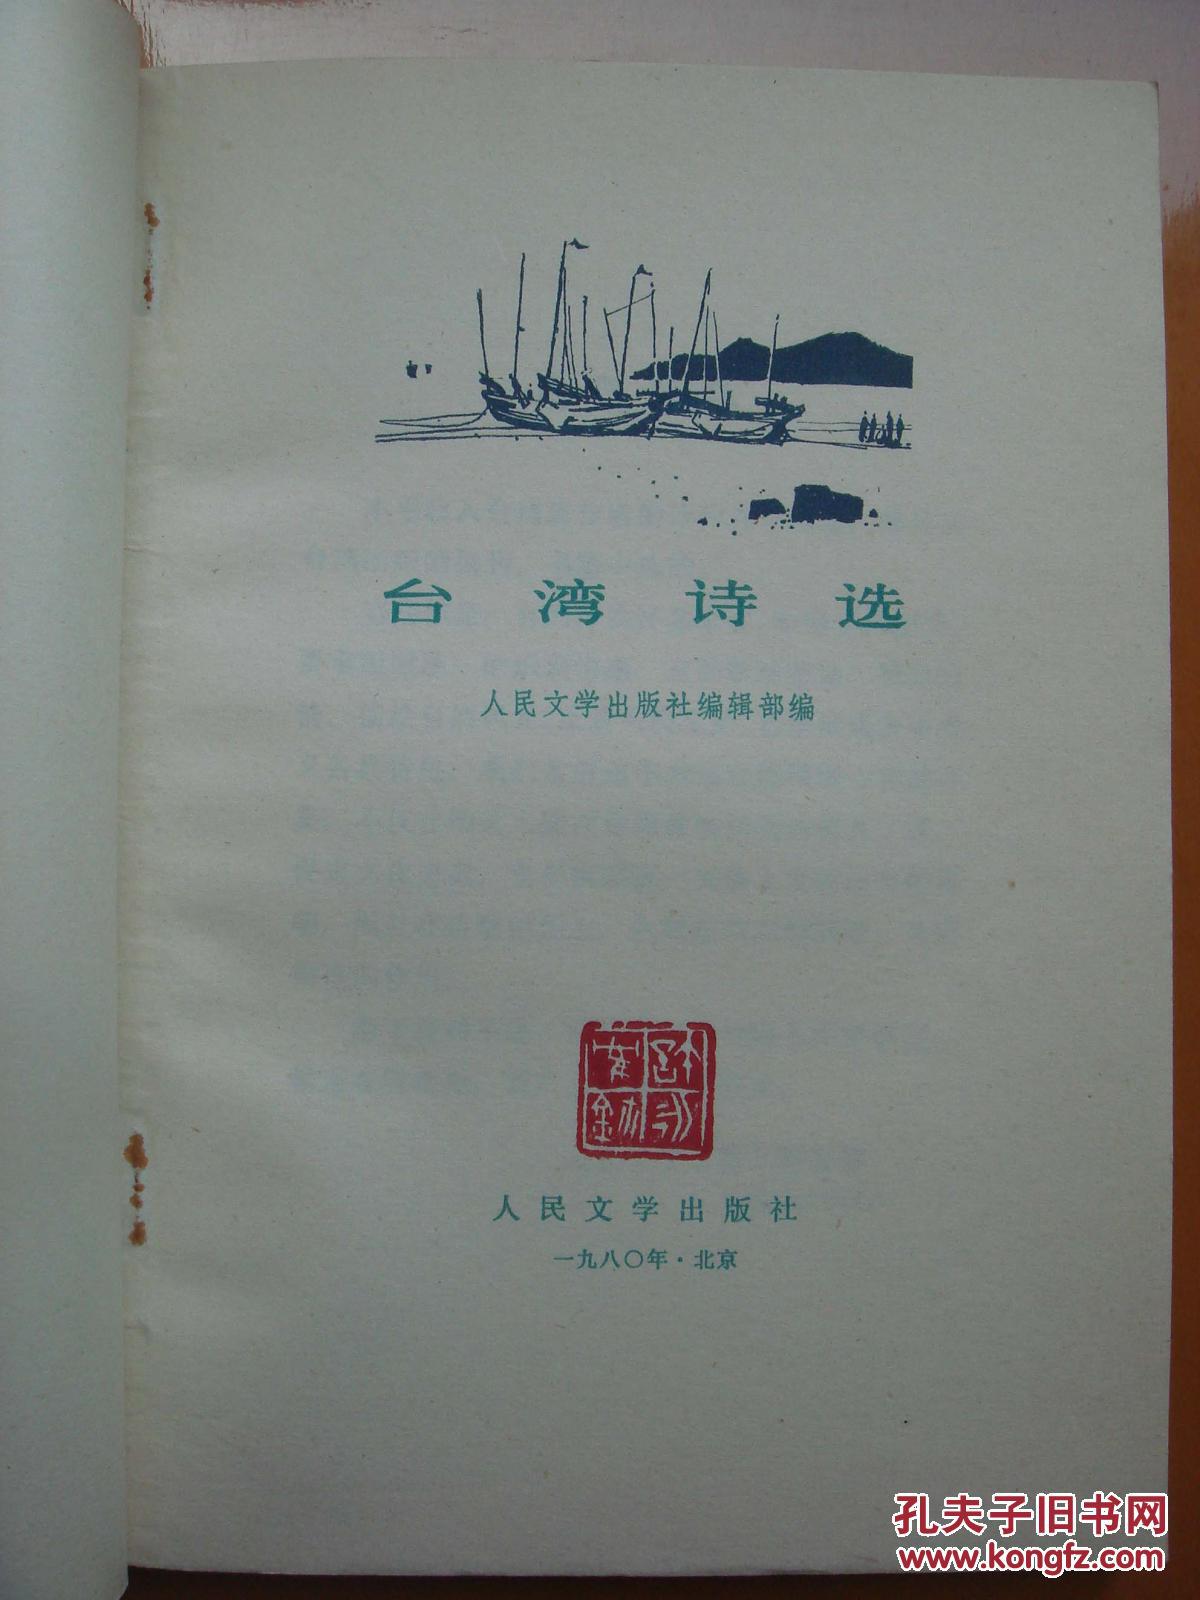 台湾诗选
人民文学出版社编辑部编
人民文学出版社
一九八〇年·北京
孔夫子旧书网
www.kongfz.com